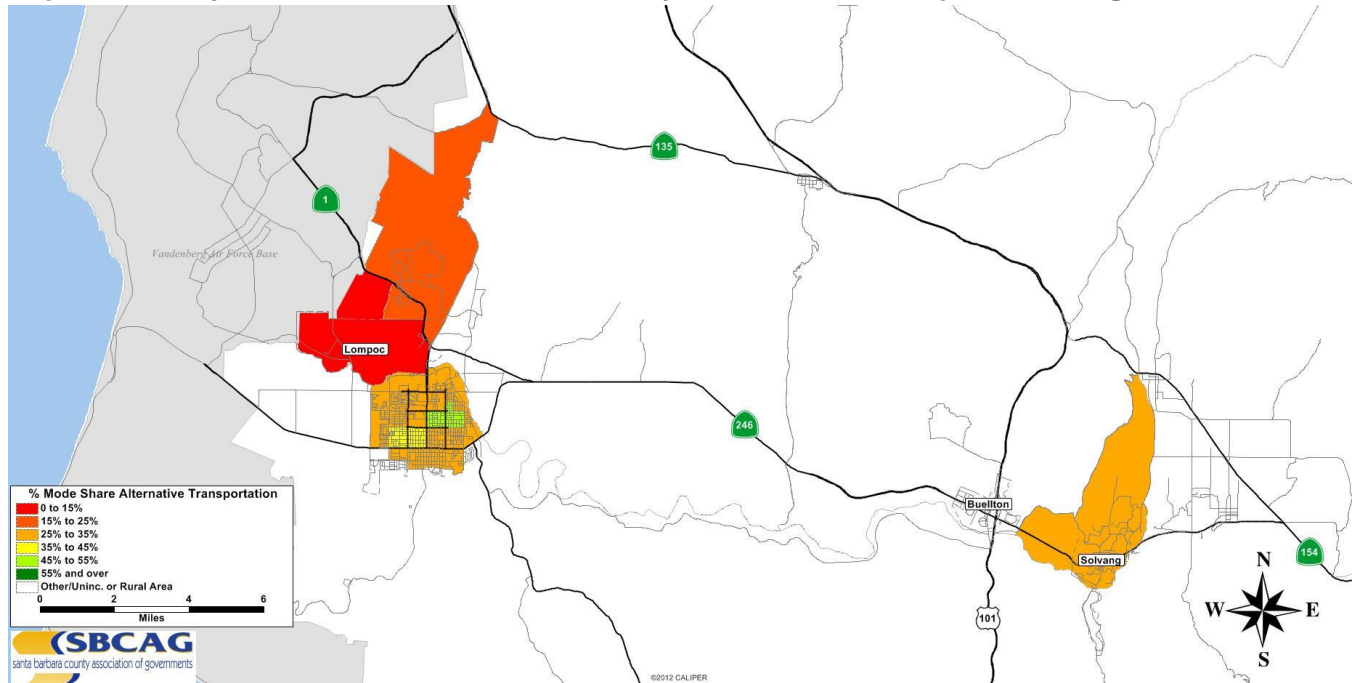 135
1
Vandenberg Air Force Base
Lompoc
246
Buellton
Solvang
154
101
% Mode Share Alternative Transportation
0 to 15%
15% to 25%
25% to 35%
35% to 45%
45% to 55%
55% and over
Other/Uninc. or Rural Area
0 2 4 6
Miles
N
W E
S
SBCAG
santa barbara county association of governments
©2012 CALIPER